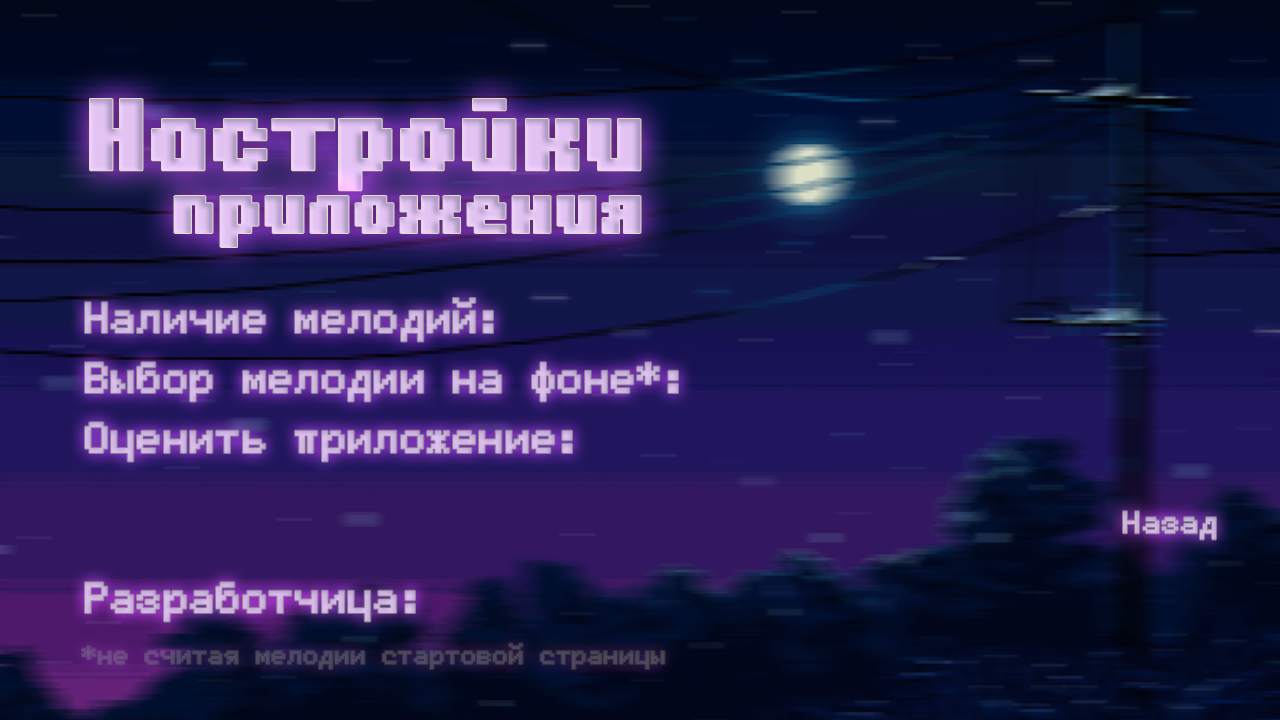 Настройки
приложения
Наличие мелодий:
Выбор мелодии на фоне*:
Оценить приложение:
Назад
Разработчица:
*не считая мелодии стартовой страницы